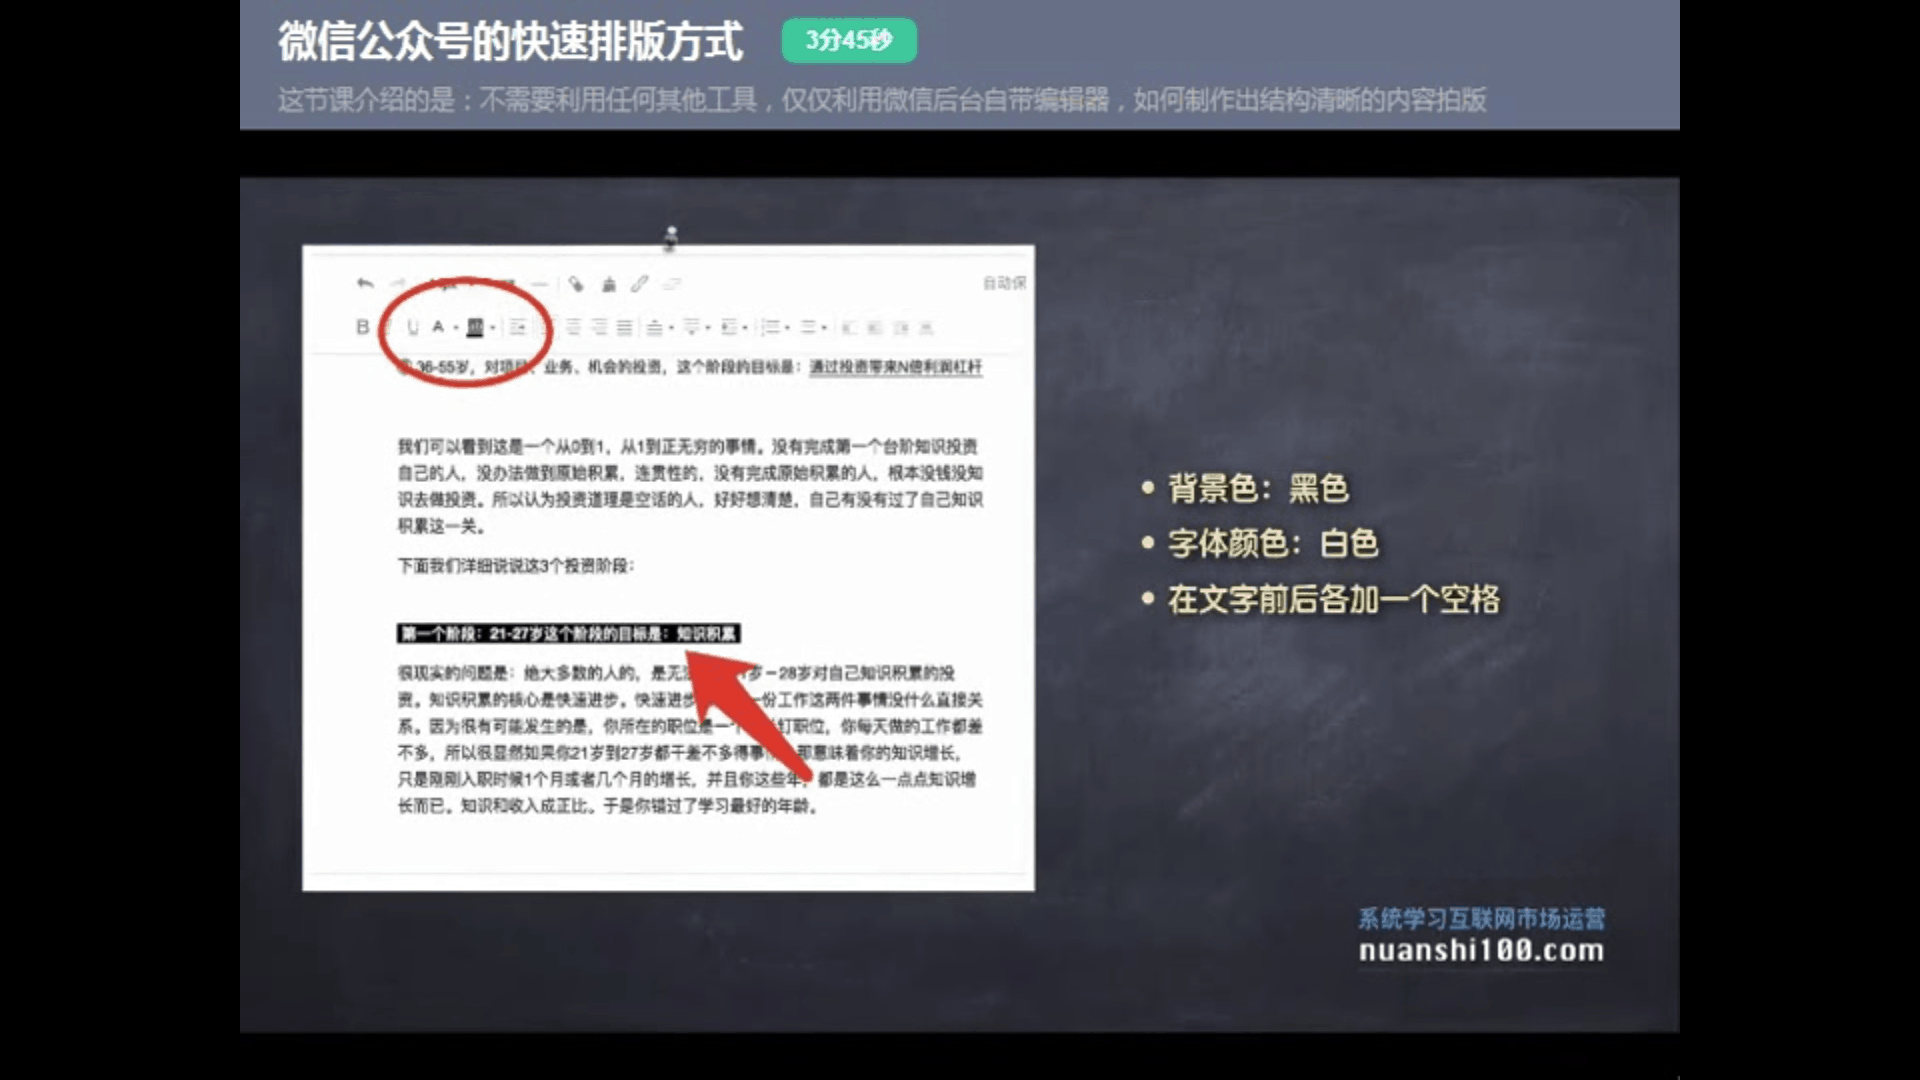 微信公众号的快速排版方式
3分45秒
这节课介绍的是：不需要利用任何其他工具，仅仅利用微信后台自带编辑器，如何制作出结构清晰的内容拍版
自动保
B U A
36-55岁，对项目、业务、机会的投资，这个阶段的目标是：通过投资带来N倍利润杠杆
我们可以看到这是一个从0到1，从1到正无穷的事情。没有完成第一个台阶知识投资
自己的人，没办法做到原始积累，连贯性的，没有完成原始积累的人，根本没钱没知
识去做投资。所以认为投资道理是空话的人，好好想清楚，自己有没有过了自己知识
积累这一关。
下面我们详细说说这3个投资阶段：
第一个阶段：21-27岁这个阶段的目标是：知识积累
很现实的问题是：绝大多数的人的，是无 岁－28岁对自己知识积累的投
资。知识积累的核心是快速进步。快速进步 一份工作这两件事情没什么直接关
系。因为很有可能发生的是，你所在的职位是一个 钉职位，你每天做的工作都差
不多，所以很显然如果你21岁到27岁都干差不多得事 那意味着你的知识增长，
只是刚刚入职时候1个月或者几个月的增长，并且你这些年，都是这么一点点知识增
长而已。知识和收入成正比。于是你错过了学习最好的年龄。
• 背景色：黑色
• 字体颜色：白色
• 在文字前后各加一个空格
系统学习互联网市场运营
nuanshi100.com